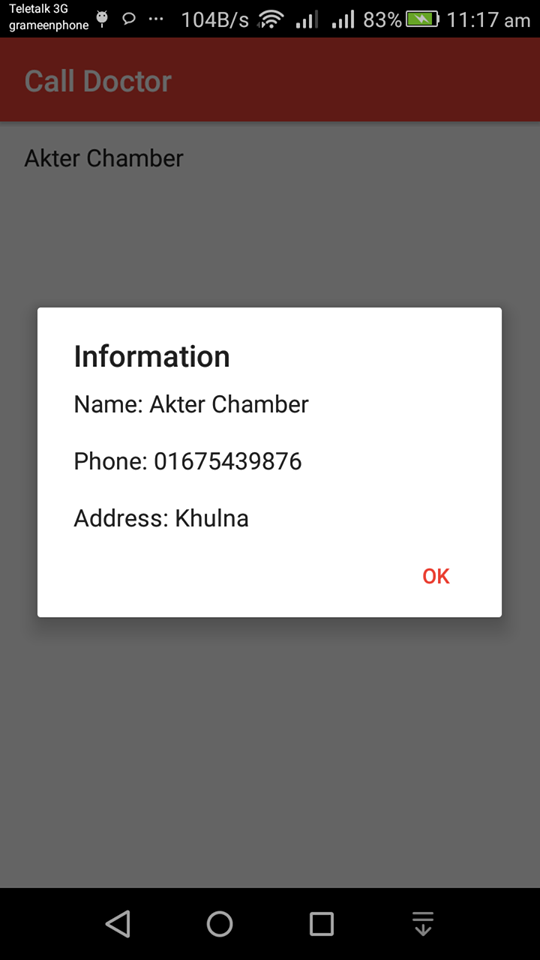 Teletalk 3G
grameenphone ··· 104B/s 83% 11:17 am
Call Doctor
Akter Chamber
Information
Name: Akter Chamber
Phone: 01675439876
Address: Khulna
OK